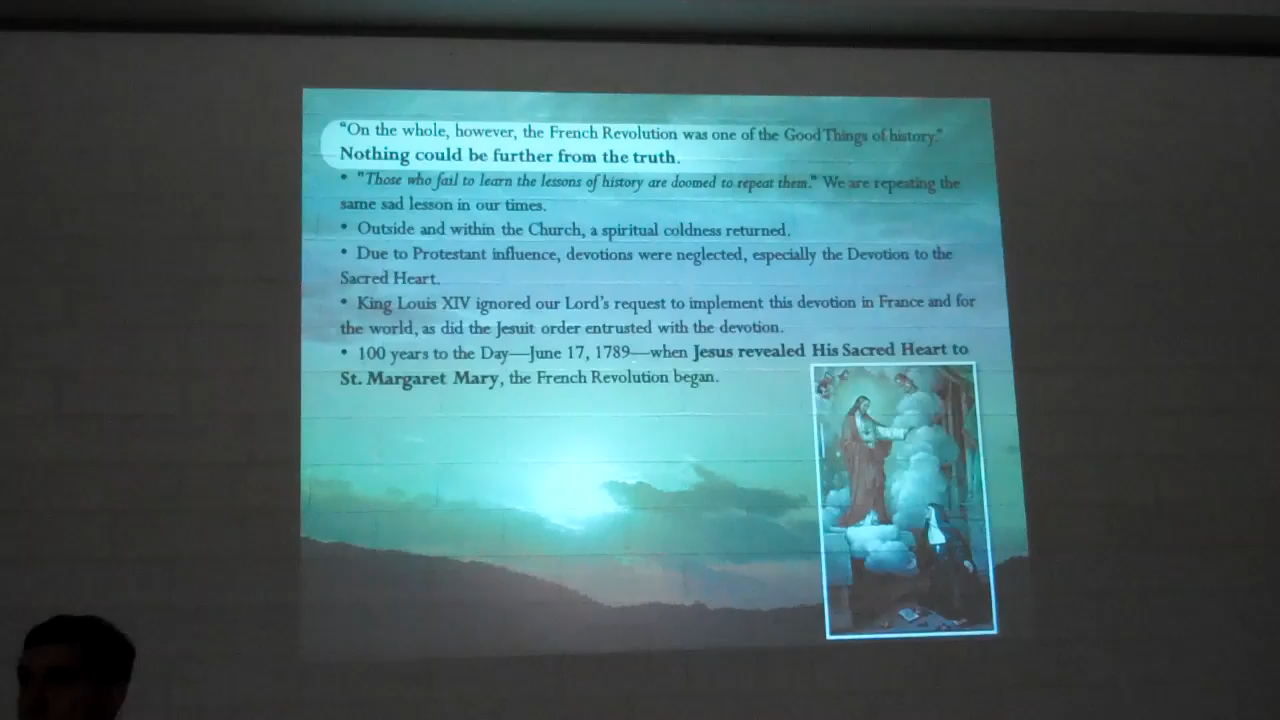 "On the whole, however, the French Revolution was one of the Good Things of history."
Nothing could be further from the truth.
• "Those who fail to learn the lessons of history are doomed to repeat them." We are repeating the
same sad lesson in our times.
• Outside and within the Church, a spiritual coldness returned.
• Due to Protestant influence, devotions were neglected, especially the Devotion to the
Sacred Heart.
• King Louis XIV ignored our Lord's request to implement this devotion in France and for
the world, as did the Jesuit order entrusted with the devotion.
• 100 years to the Day—June 17, 1789—when Jesus revealed His Sacred Heart to
St. Margaret Mary, the French Revolution began.